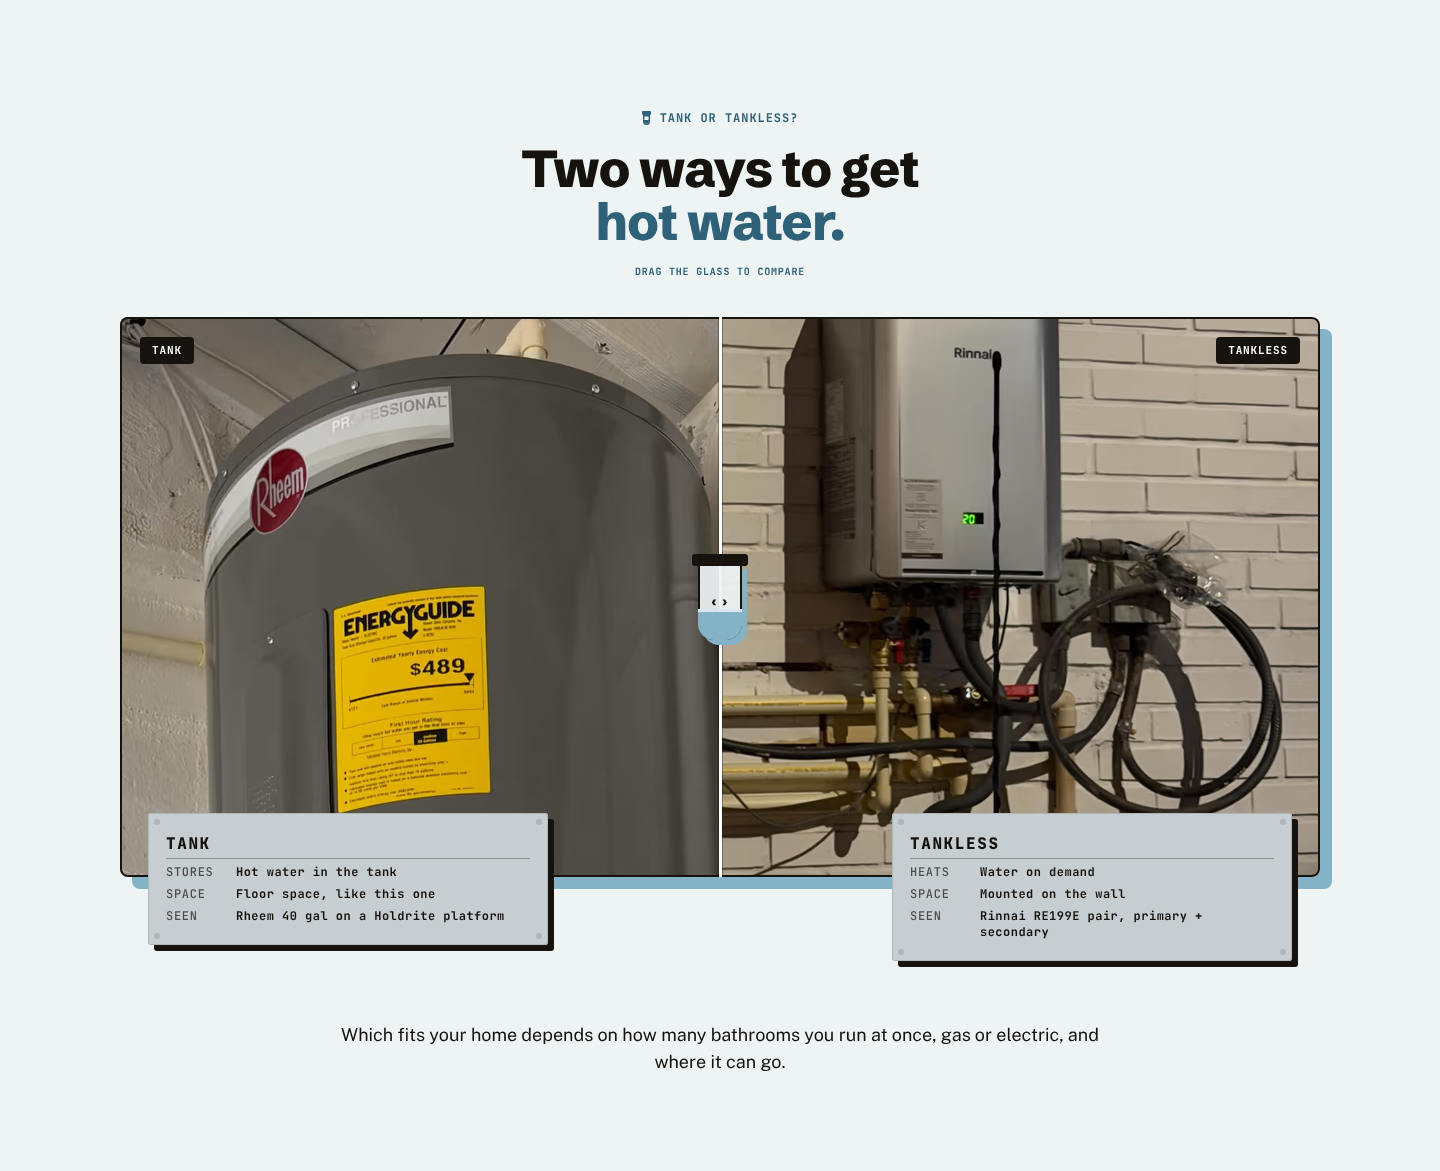 TANK OR TANKLESS?
Two ways to get
hot water.
DRAG THE GLASS TO COMPARE
TANK
TANKLESS
PROFESSIONAL
Rheem
Rinnai
20
ENERGYGUIDE
Estimated Yearly Energy Cost
$489
First Hour Rating
TANK
STORES Hot water in the tank
SPACE Floor space, like this one
SEEN Rheem 40 gal on a Holdrite platform
TANKLESS
HEATS Water on demand
SPACE Mounted on the wall
SEEN Rinnai RE199E pair, primary +
secondary
Which fits your home depends on how many bathrooms you run at once, gas or electric, and
where it can go.